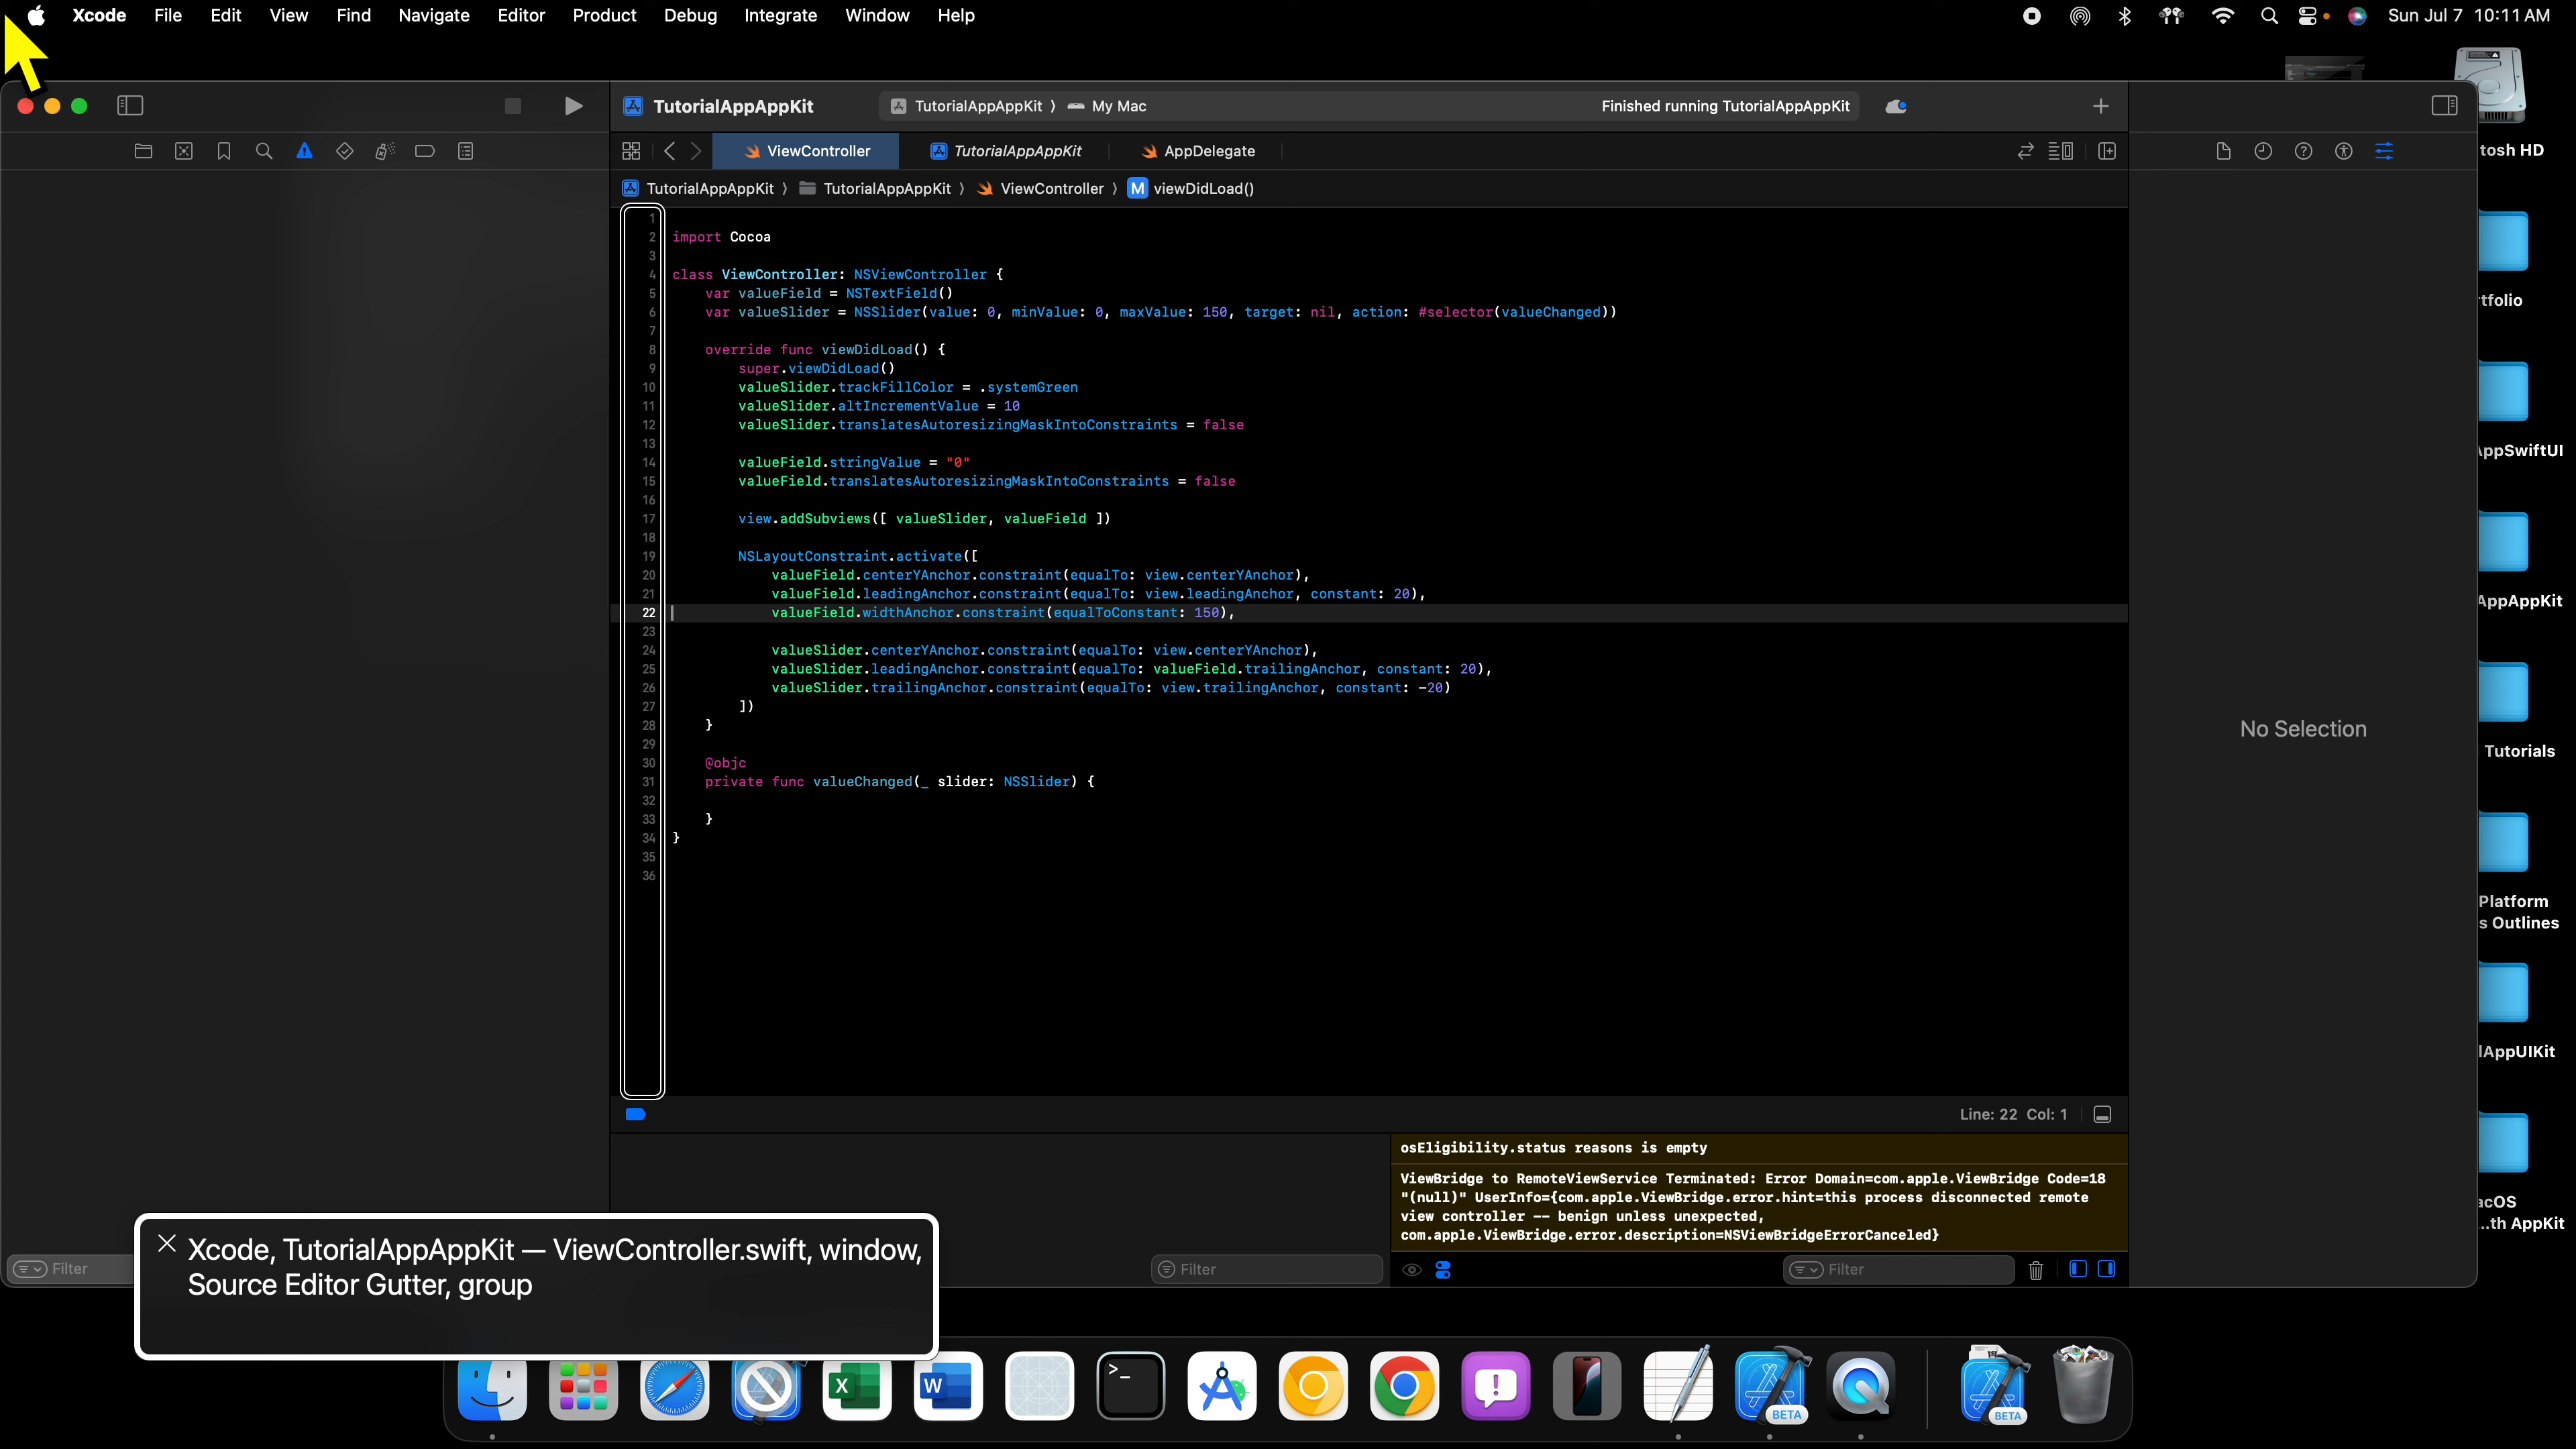 Xcode File Edit View Find Navigate Editor Product Debug Integrate Window Help
Sun Jul 7 10:11 AM
TutorialAppAppKit
TutorialAppAppKit 〉 My Mac
Finished running TutorialAppAppKit
ViewController
TutorialAppAppKit
AppDelegate
TutorialAppAppKit 〉 TutorialAppAppKit 〉 ViewController 〉 M viewDidLoad()
1
2 import Cocoa
3
4 class ViewController: NSViewController {
5 var valueField = NSTextField()
6 var valueSlider = NSSlider(value: 0, minValue: 0, maxValue: 150, target: nil, action: #selector(valueChanged))
7
8 override func viewDidLoad() {
9 super.viewDidLoad()
10 valueSlider.trackFillColor = .systemGreen
11 valueSlider.altIncrementValue = 10
12 valueSlider.translatesAutoresizingMaskIntoConstraints = false
13
14 valueField.stringValue = "0"
15 valueField.translatesAutoresizingMaskIntoConstraints = false
16
17 view.addSubviews([ valueSlider, valueField ])
18
19 NSLayoutConstraint.activate([
20 valueField.centerYAnchor.constraint(equalTo: view.centerYAnchor),
21 valueField.leadingAnchor.constraint(equalTo: view.leadingAnchor, constant: 20),
22 valueField.widthAnchor.constraint(equalToConstant: 150),
23
24 valueSlider.centerYAnchor.constraint(equalTo: view.centerYAnchor),
25 valueSlider.leadingAnchor.constraint(equalTo: valueField.trailingAnchor, constant: 20),
26 valueSlider.trailingAnchor.constraint(equalTo: view.trailingAnchor, constant: -20)
27 ])
28 }
29
30 @objc
31 private func valueChanged(_ slider: NSSlider) {
32
33 }
34 }
35
36
No Selection
Line: 22 Col: 1
osEligibility.status reasons is empty
ViewBridge to RemoteViewService Terminated: Error Domain=com.apple.ViewBridge Code=18
"(null)" UserInfo={com.apple.ViewBridge.error.hint=this process disconnected remote
view controller -- benign unless unexpected,
com.apple.ViewBridge.error.description=NSViewBridgeErrorCanceled}
Filter
Filter
Filter
Xcode, TutorialAppAppKit — ViewController.swift, window,
Source Editor Gutter, group
tosh HD
tfolio
AppSwiftUI
AppAppKit
Tutorials
Platform
s Outlines
lAppUIKit
acOS
...th AppKit
X
W
>_
BETA
BETA